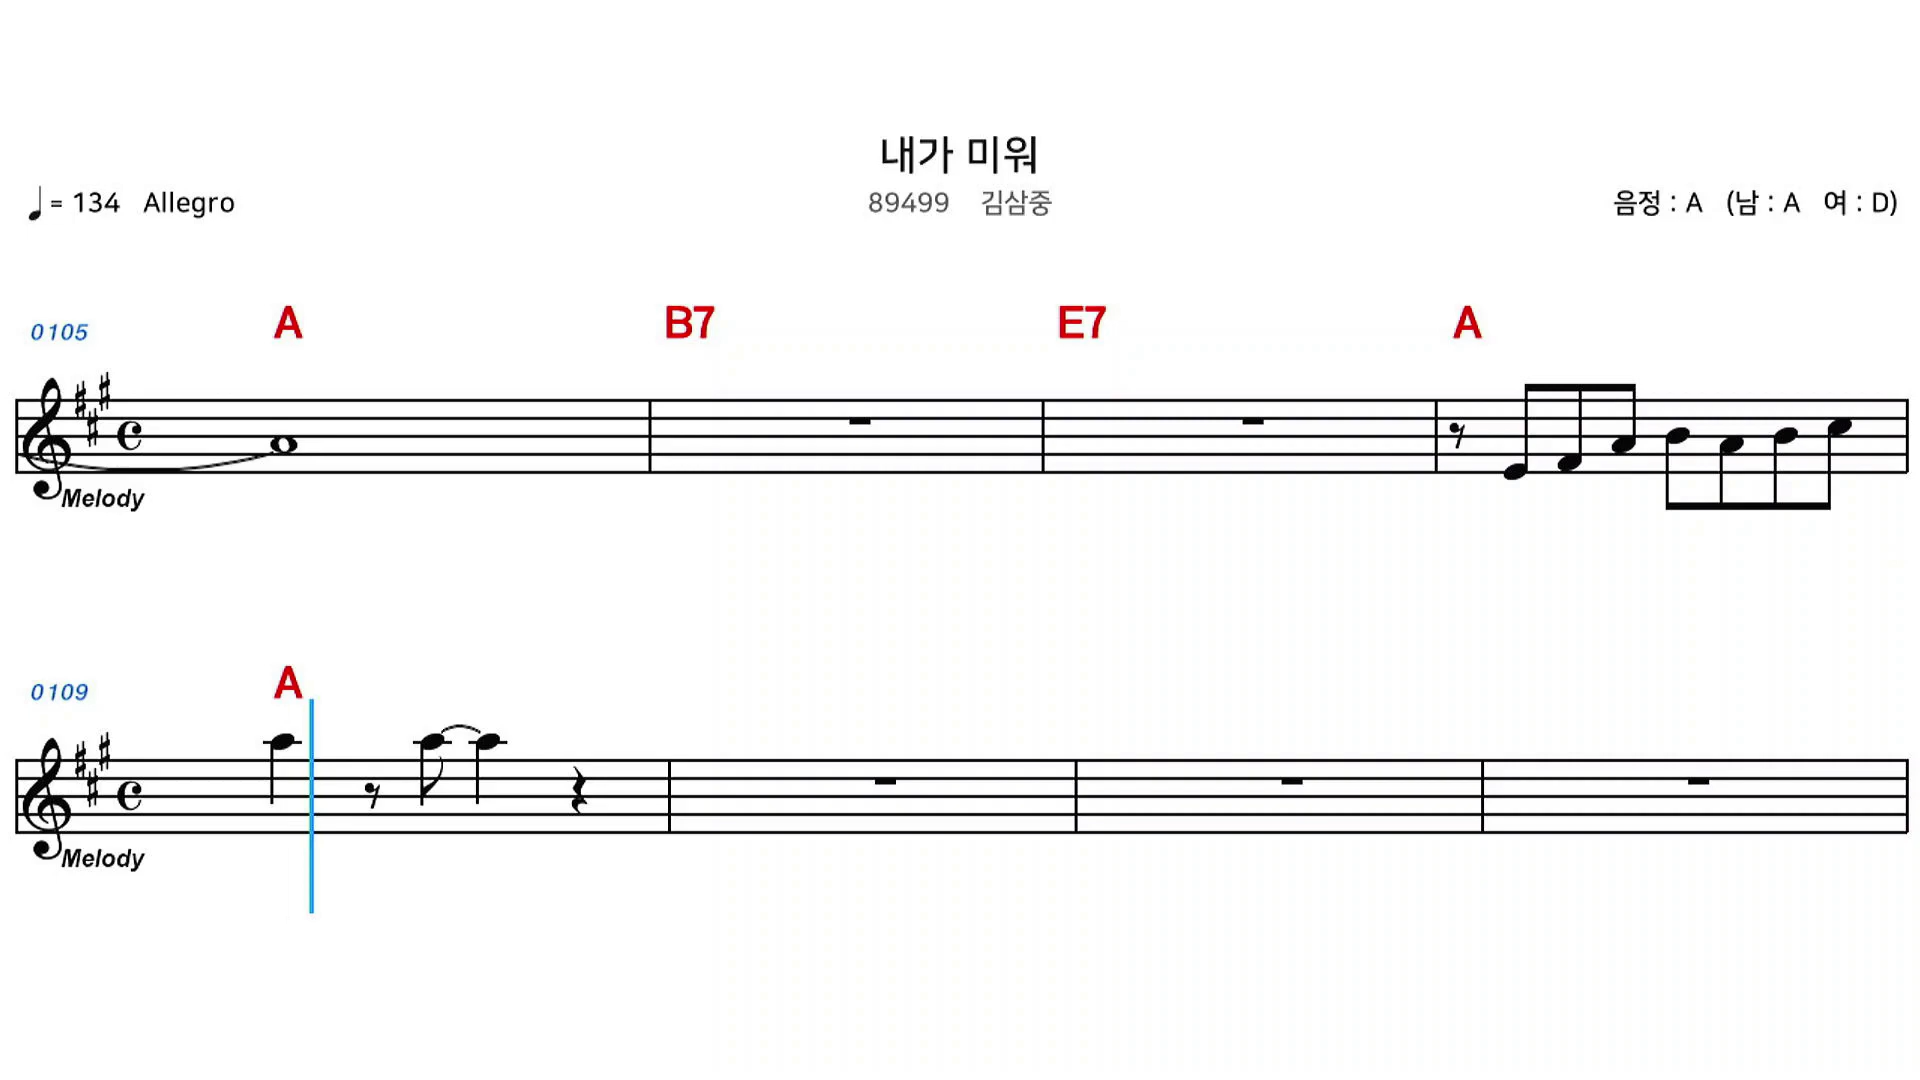 내가 미워
♩= 134 Allegro
89499 김삼중
음정 : A (남 : A 여 : D)
0105 A B7 E7 A
Melody
0109 A
Melody